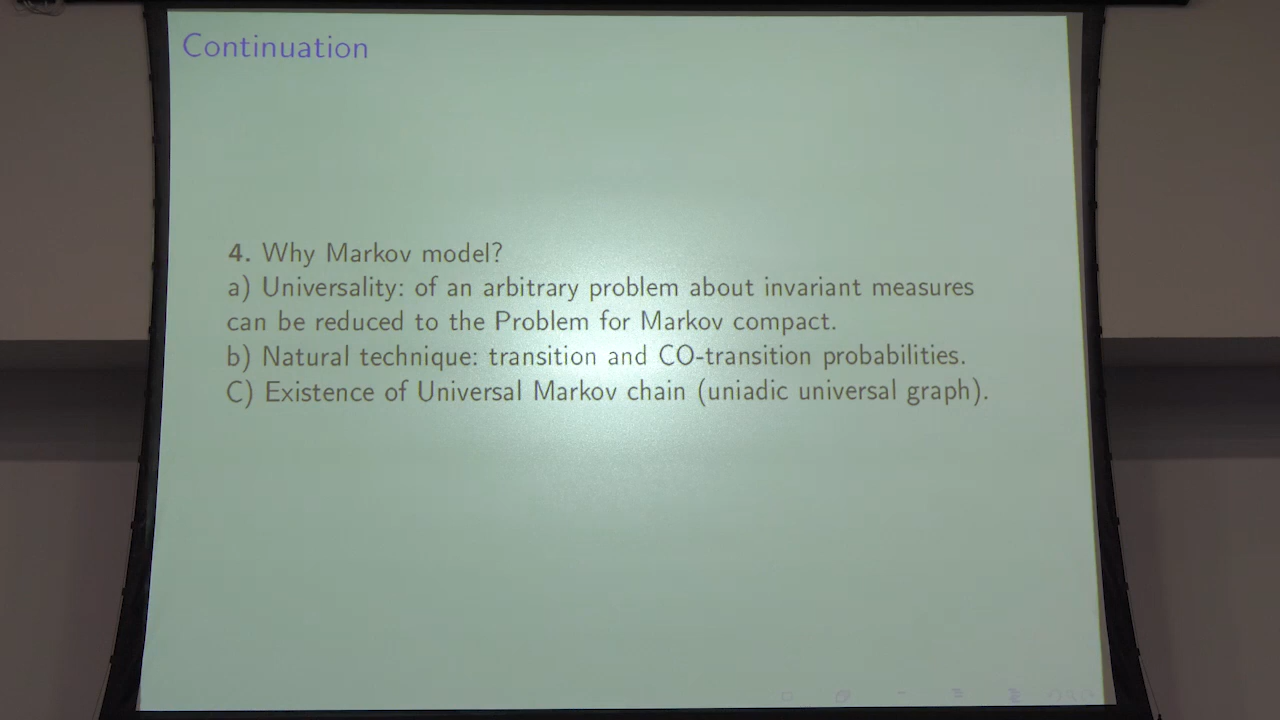 Continuation
4. Why Markov model?
a) Universality: of an arbitrary problem about invariant measures
can be reduced to the Problem for Markov compact.
b) Natural technique: transition and CO-transition probabilities.
C) Existence of Universal Markov chain (uniadic universal graph).